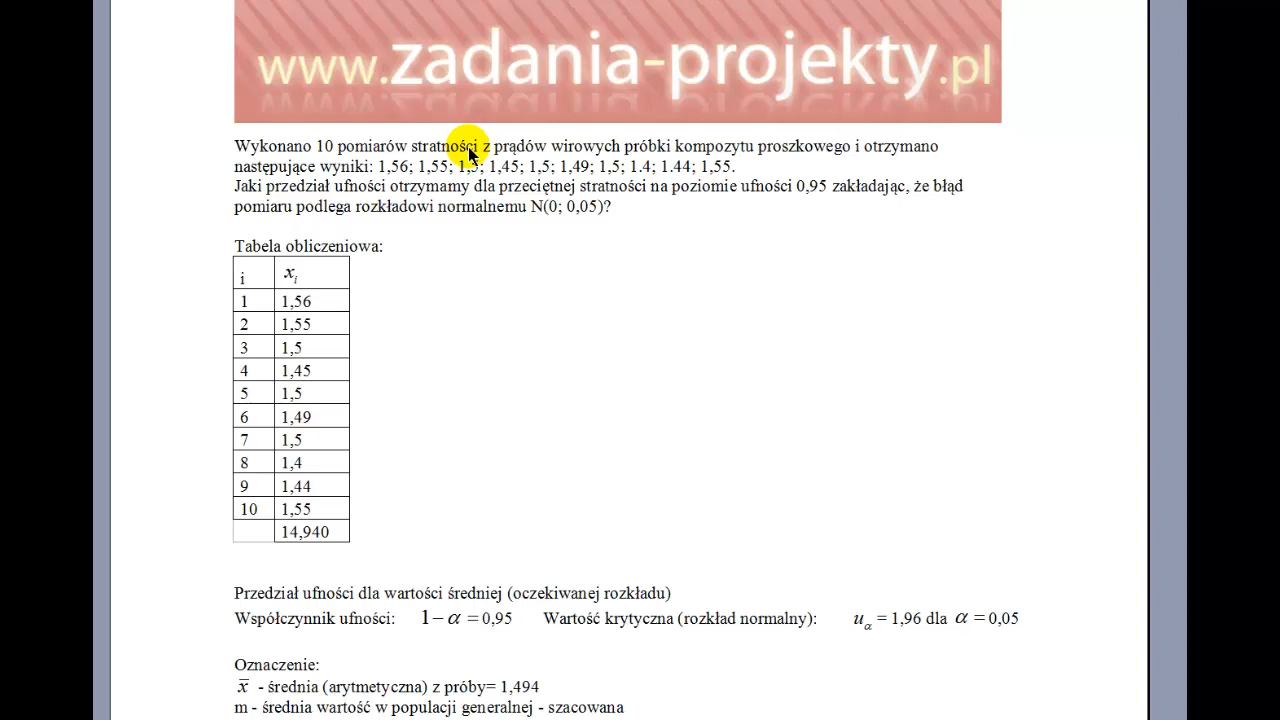 www.zadania-projekty.pl
Wykonano 10 pomiarów stratności z prądów wirowych próbki kompozytu proszkowego i otrzymano
następujące wyniki: 1,56; 1,55; 1,5; 1,45; 1,5; 1,49; 1,5; 1.4; 1.44; 1,55.
Jaki przedział ufności otrzymamy dla przeciętnej stratności na poziomie ufności 0,95 zakładając, że błąd
pomiaru podlega rozkładowi normalnemu N(0; 0,05)?
Tabela obliczeniowa:
i xᵢ
1 1,56
2 1,55
3 1,5
4 1,45
5 1,5
6 1,49
7 1,5
8 1,4
9 1,44
10 1,55
14,940
Przedział ufności dla wartości średniej (oczekiwanej rozkładu)
Współczynnik ufności: 1−α = 0,95 Wartość krytyczna (rozkład normalny): u_α = 1,96 dla α = 0,05
Oznaczenie:
x̅ - średnia (arytmetyczna) z próby= 1,494
m - średnia wartość w populacji generalnej - szacowana